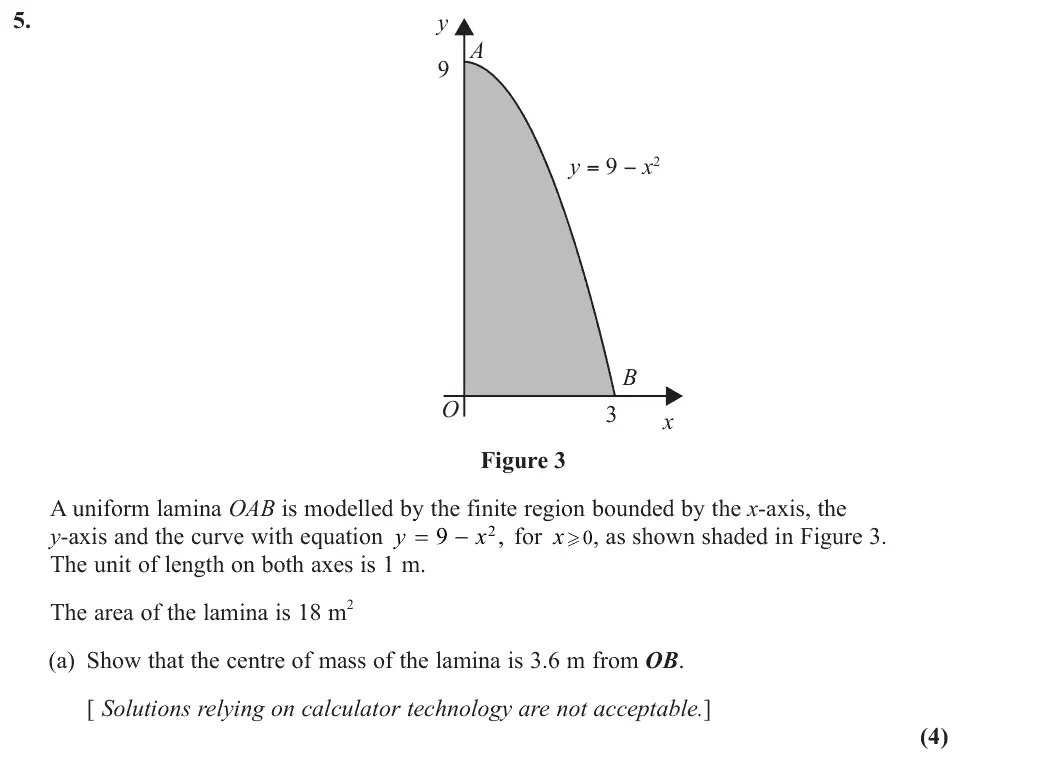 5.
y
A
9
y = 9 − x²
B
O
3
x
Figure 3
A uniform lamina OAB is modelled by the finite region bounded by the x-axis, the
y-axis and the curve with equation y = 9 − x², for x ⩾ 0, as shown shaded in Figure 3.
The unit of length on both axes is 1 m.
The area of the lamina is 18 m²
(a) Show that the centre of mass of the lamina is 3.6 m from OB.
[ Solutions relying on calculator technology are not acceptable.]
(4)